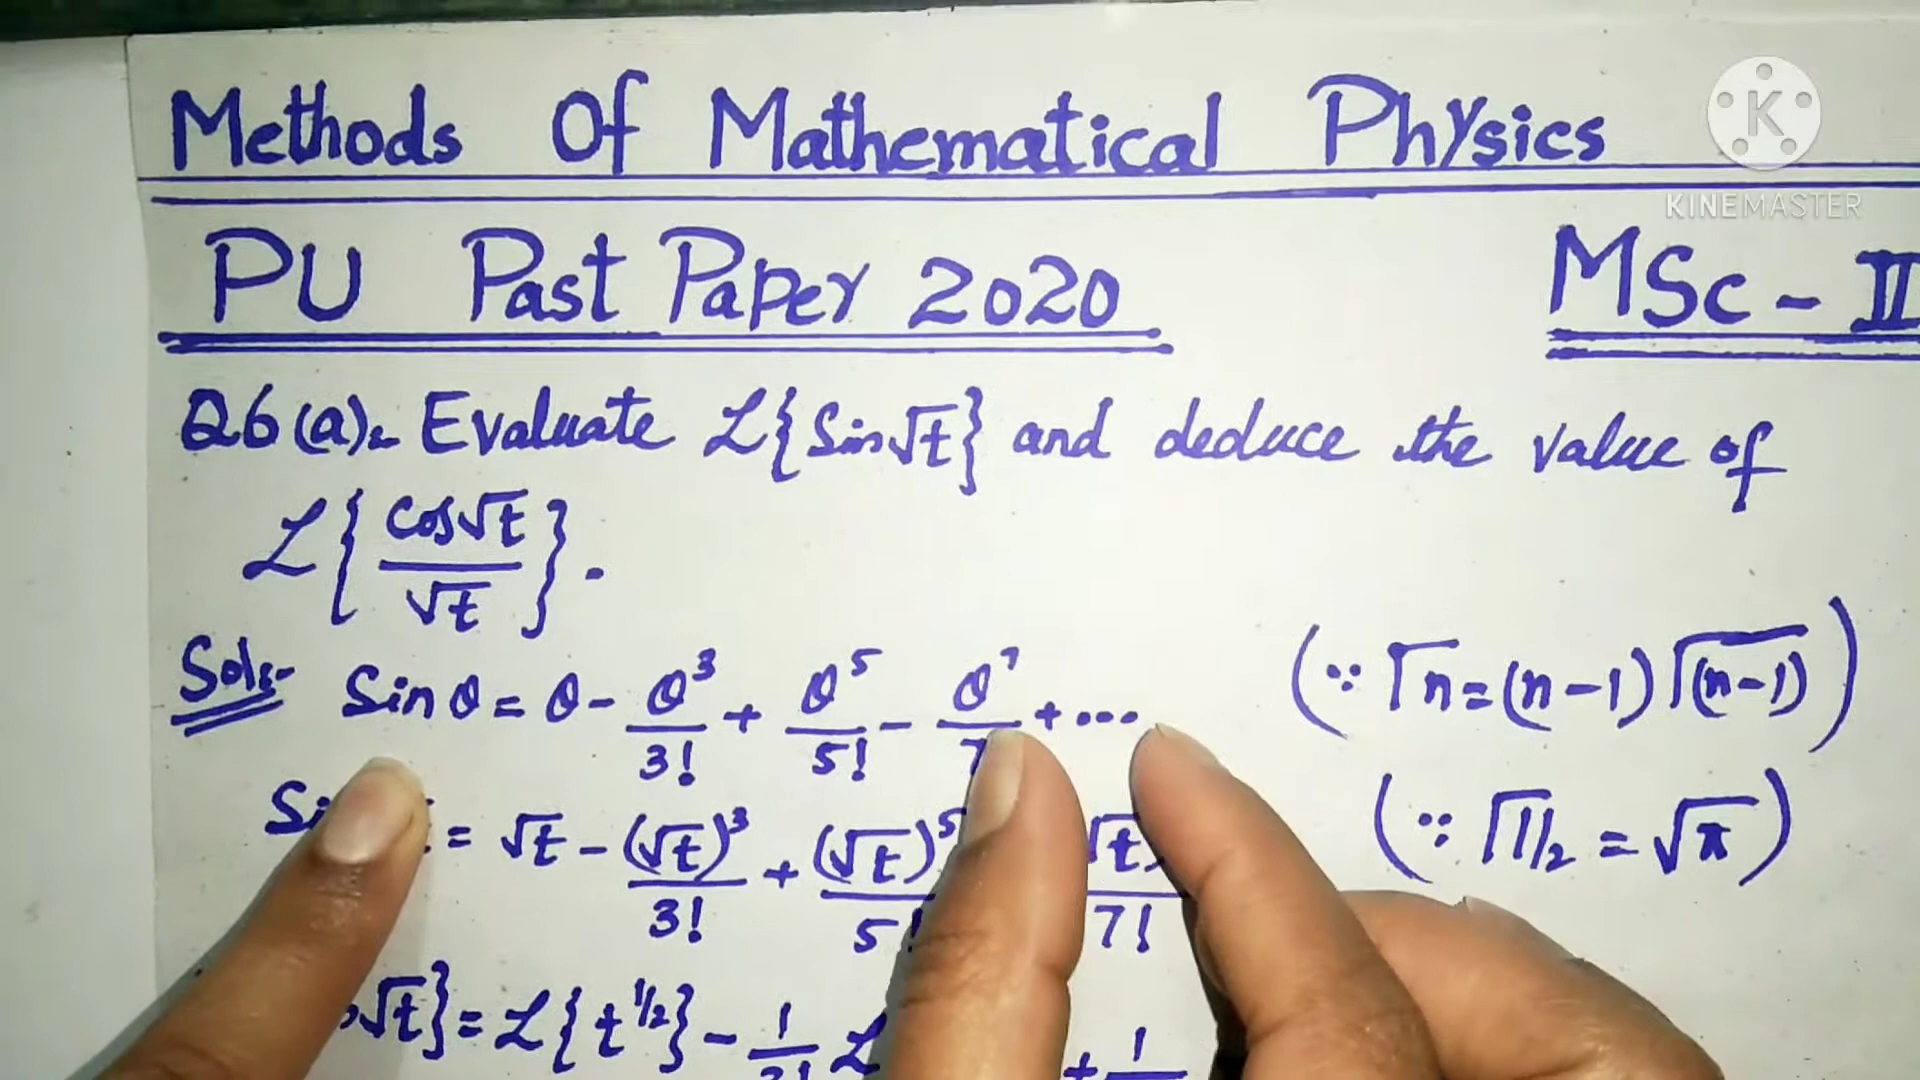 Methods Of Mathematical Physics
K
KINEMASTER
PU Past Paper 2020
MSc - II
Q6(a). Evaluate ℒ{Sin√t} and deduce the value of
ℒ{cos√t/√t}.
Sol:- Sin θ = θ - θ³/3! + θ⁵/5! - θ⁷/7 + ...
(∵ Γn = (n-1) Γ(n-1))
= √t - (√t)³/3! + (√t)⁵/5! √t)/7!
(∵ Γ1/2 = √π)
√t} = ℒ{t^1/2} - 1/ ℒ + 1/